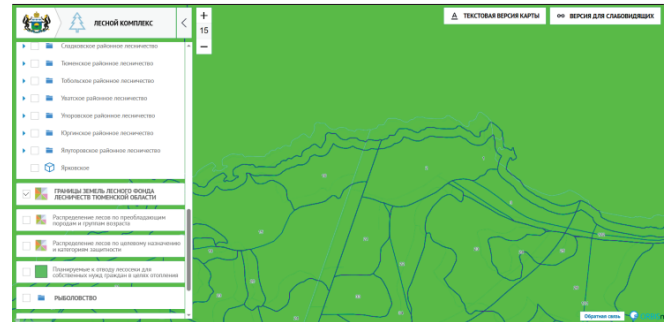 ЛЕСНОЙ КОМПЛЕКС
Сладковское районное лесничество
Тюменское районное лесничество
Тобольское районное лесничество
Уватское районное лесничество
Упоровское районное лесничество
Юргинское районное лесничество
Ялуторовское районное лесничество
Ярковское
ГРАНИЦЫ ЗЕМЕЛЬ ЛЕСНОГО ФОНДА
ЛЕСНИЧЕСТВ ТЮМЕНСКОЙ ОБЛАСТИ
Распределение лесов по преобладающим
породам и группам возраста
Распределение лесов по целевому назначению
и категориям защитности
Планируемые к отводу лесосеки для
собственных нужд граждан в целях отопления
РЫБОЛОВСТВО
+
15
−
ТЕКСТОВАЯ ВЕРСИЯ КАРТЫ
ВЕРСИЯ ДЛЯ СЛАБОВИДЯЩИХ
Обратная связь